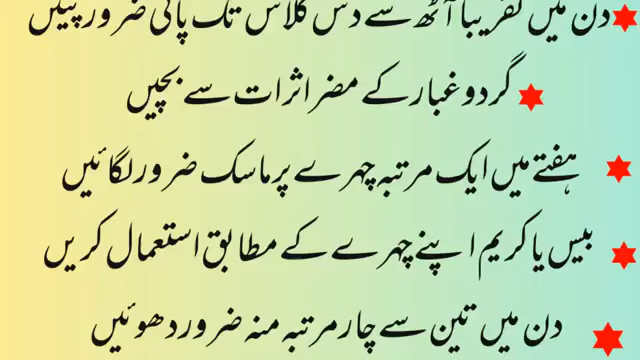 دن میں تقریباً آٹھ سے دس گلاس تک پانی ضرور پیئں
گردوغبار کے مضر اثرات سے بچیں
ہفتے میں ایک مرتبہ چہرے پر ماسک ضرور لگائیں
بیس یا کریم اپنے چہرے کے مطابق استعمال کریں
دن میں تین سے چار مرتبہ منہ ضرور دھوئیں